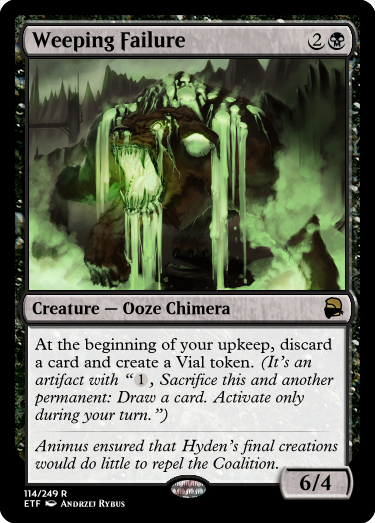 Weeping Failure 2
Creature — Ooze Chimera
At the beginning of your upkeep, discard
a card and create a Vial token. (It's an
artifact with “1, Sacrifice this and another
permanent: Draw a card. Activate only
during your turn.”)
Animus ensured that Hyden's final creations
would do little to repel the Coalition.
6/4
114/249 R
ETF Andrzej Rybus